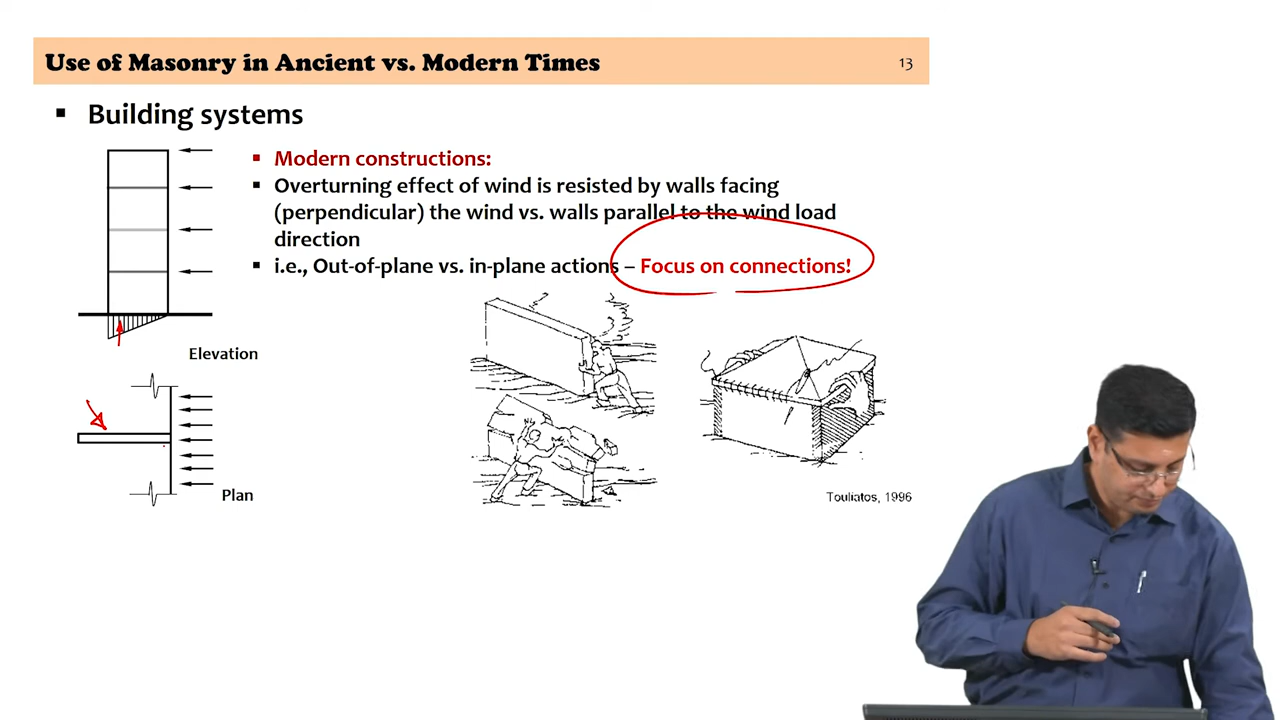 Use of Masonry in Ancient vs. Modern Times
13
▪ Building systems
▪ Modern constructions:
▪ Overturning effect of wind is resisted by walls facing
(perpendicular) the wind vs. walls parallel to the wind load
direction
▪ i.e., Out-of-plane vs. in-plane actions – Focus on connections!
Elevation
Plan
Touliatos, 1996